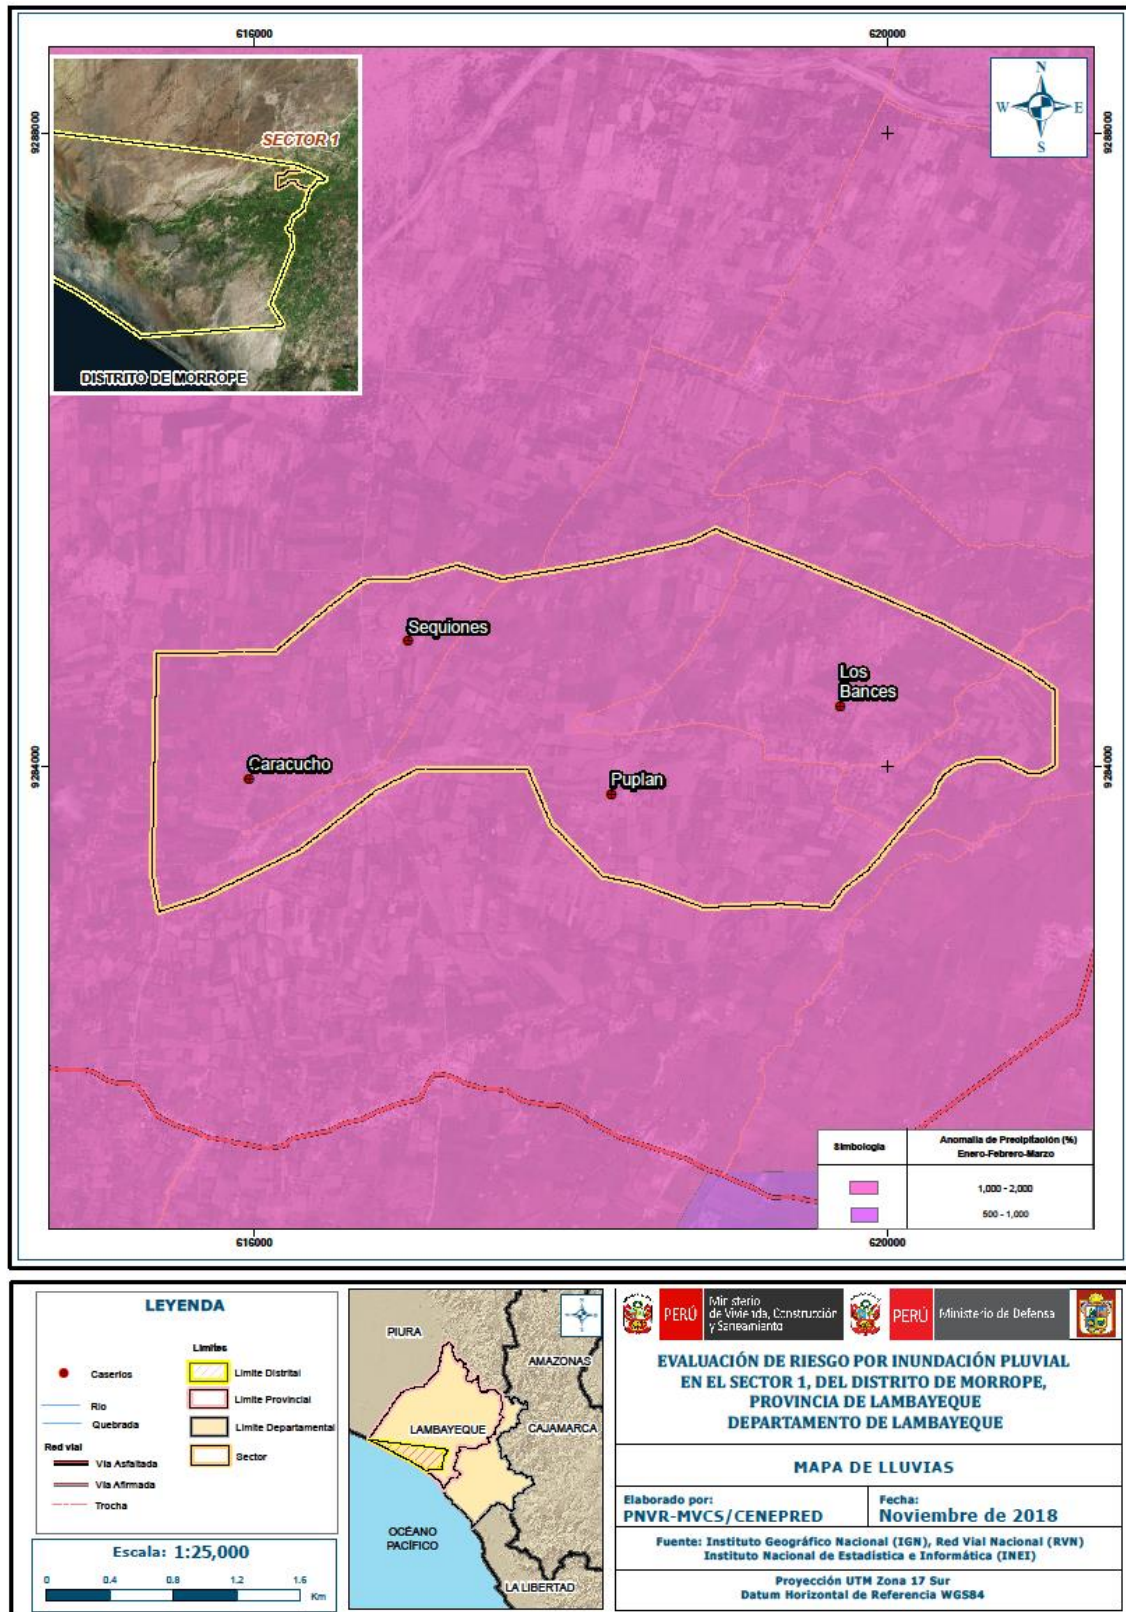 616000
620000
N
W
E
S
9288000
9288000
SECTOR 1
DISTRITO DE MORROPE
Sequiones
Los
Bances
Caracucho
Puplan
9284000
9284000
Simbologia
Anomalia de Precipitación (%)
Enero-Febrero-Marzo
1,000 - 2,000
500 - 1,000
616000
620000
LEYENDA
Caserios
Rio
Quebrada
Red vial
Via Asfaltada
Via Afirmada
Trocha
Limites
Limite Distrital
Limite Provincial
Limite Departamental
Sector
Escala: 1:25,000
0 0.4 0.8 1.2 1.6
Km
PIURA
AMAZONAS
LAMBAYEQUE
CAJAMARCA
OCÉANO
PACÍFICO
LA LIBERTAD
PERÚ
Ministerio
de Vivienda, Construcción
y Saneamiento
PERÚ
Ministerio de Defensa
EVALUACIÓN DE RIESGO POR INUNDACIÓN PLUVIAL
EN EL SECTOR 1, DEL DISTRITO DE MORROPE,
PROVINCIA DE LAMBAYEQUE
DEPARTAMENTO DE LAMBAYEQUE
MAPA DE LLUVIAS
Elaborado por:
PNVR-MVCS/CENEPRED
Fecha:
Noviembre de 2018
Fuente: Instituto Geográfico Nacional (IGN), Red Vial Nacional (RVN)
Instituto Nacional de Estadística e Informática (INEI)
Proyección UTM Zona 17 Sur
Datum Horizontal de Referencia WGS84